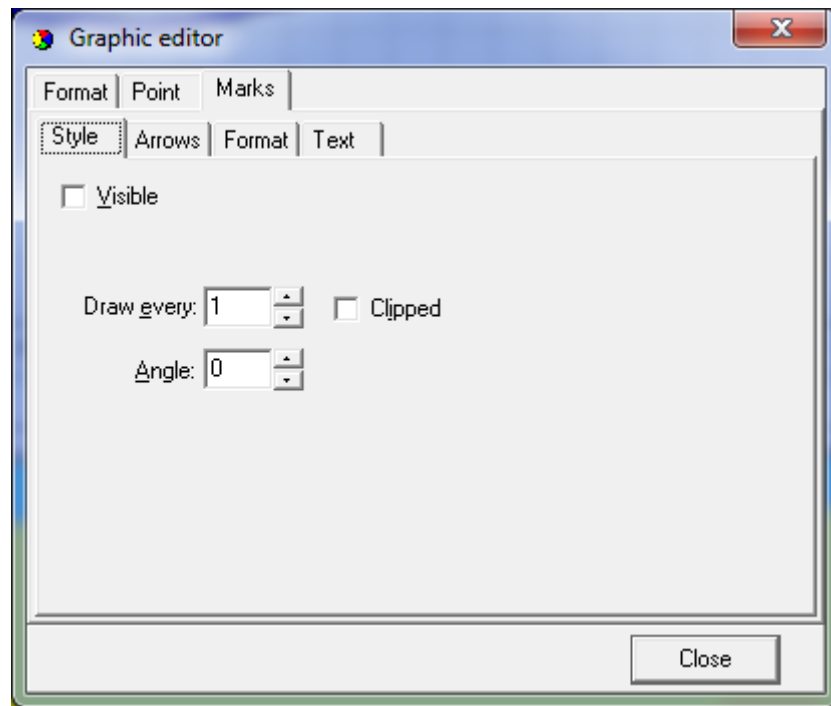 Graphic editor
Format Point Marks
Style Arrows Format Text
Visible
Draw every: 1 Clipped
Angle: 0
Close